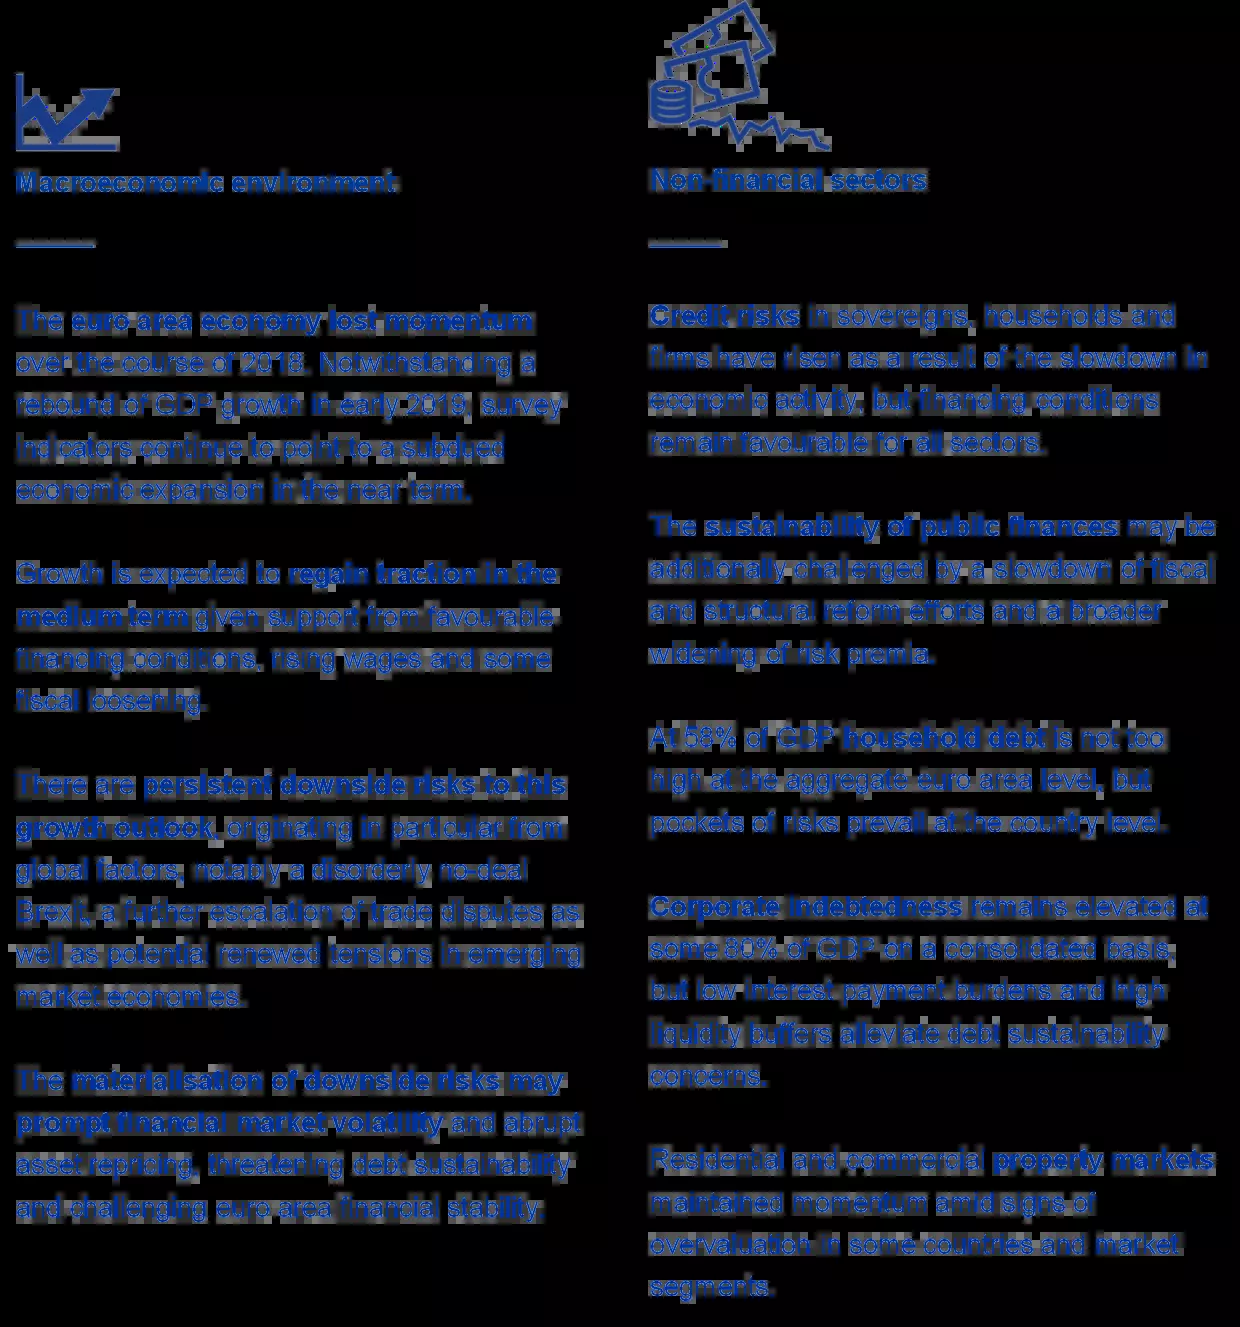 Macroeconomic environment
The euro area economy lost momentum
over the course of 2018. Notwithstanding a
rebound of GDP growth in early 2019, survey
indicators continue to point to a subdued
economic expansion in the near term.
Growth is expected to regain traction in the
medium term given support from favourable
financing conditions, rising wages and some
fiscal loosening.
There are persistent downside risks to this
growth outlook, originating in particular from
global factors, notably a disorderly no-deal
Brexit, a further escalation of trade disputes as
well as potential renewed tensions in emerging
market economies.
The materialisation of downside risks may
prompt financial market volatility and abrupt
asset repricing, threatening debt sustainability
and challenging euro area financial stability.
Non-financial sectors
Credit risks in sovereigns, households and
firms have risen as a result of the slowdown in
economic activity, but financing conditions
remain favourable for all sectors.
The sustainability of public finances may be
additionally challenged by a slowdown of fiscal
and structural reform efforts and a broader
widening of risk premia.
At 58% of GDP household debt is not too
high at the aggregate euro area level, but
pockets of risks prevail at the country level.
Corporate indebtedness remains elevated at
some 80% of GDP on a consolidated basis,
but low interest payment burdens and high
liquidity buffers alleviate debt sustainability
concerns.
Residential and commercial property markets
maintained momentum amid signs of
overvaluation in some countries and market
segments.